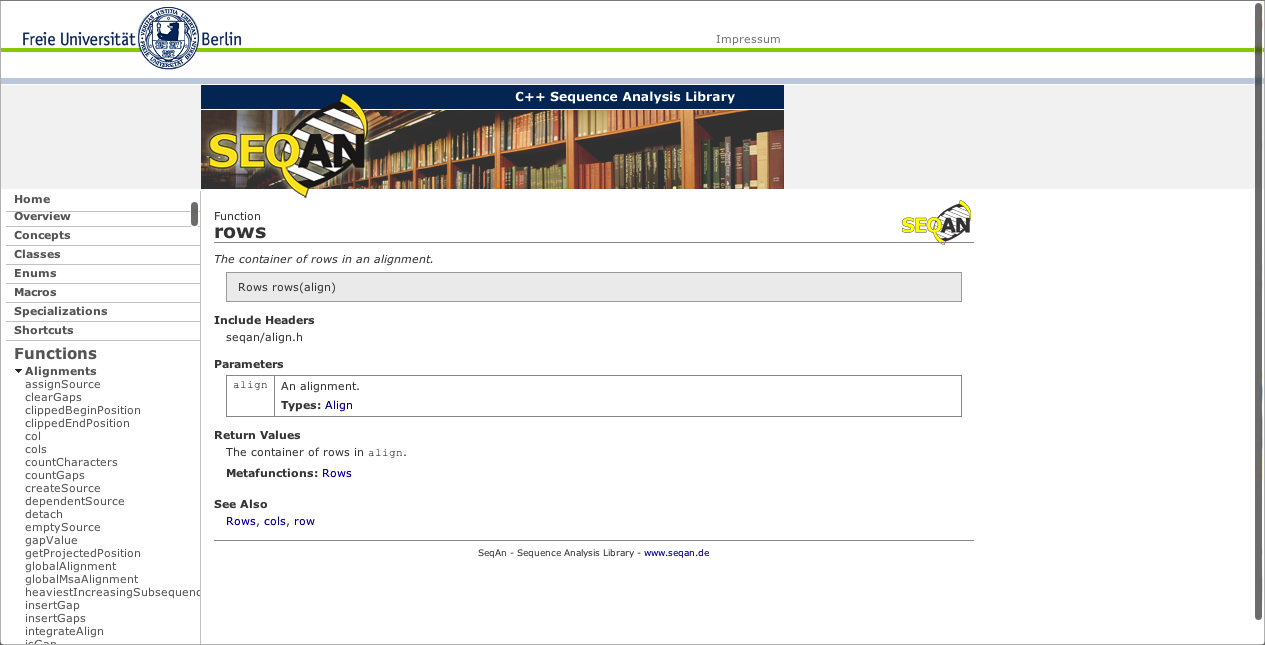 Freie Universität Berlin
Impressum
C++ Sequence Analysis Library
SEQAN
Home
Overview
Concepts
Classes
Enums
Macros
Specializations
Shortcuts
Functions
Alignments
assignSource
clearGaps
clippedBeginPosition
clippedEndPosition
col
cols
countCharacters
countGaps
createSource
dependentSource
detach
emptySource
gapValue
getProjectedPosition
globalAlignment
globalMsaAlignment
heaviestIncreasingSubsequenc
insertGap
insertGaps
integrateAlign
isGap
Function
rows
SEQAN
The container of rows in an alignment.
Rows rows(align)
Include Headers
seqan/align.h
Parameters
align An alignment.
Types: Align
Return Values
The container of rows in align.
Metafunctions: Rows
See Also
Rows, cols, row
SeqAn - Sequence Analysis Library - www.seqan.de